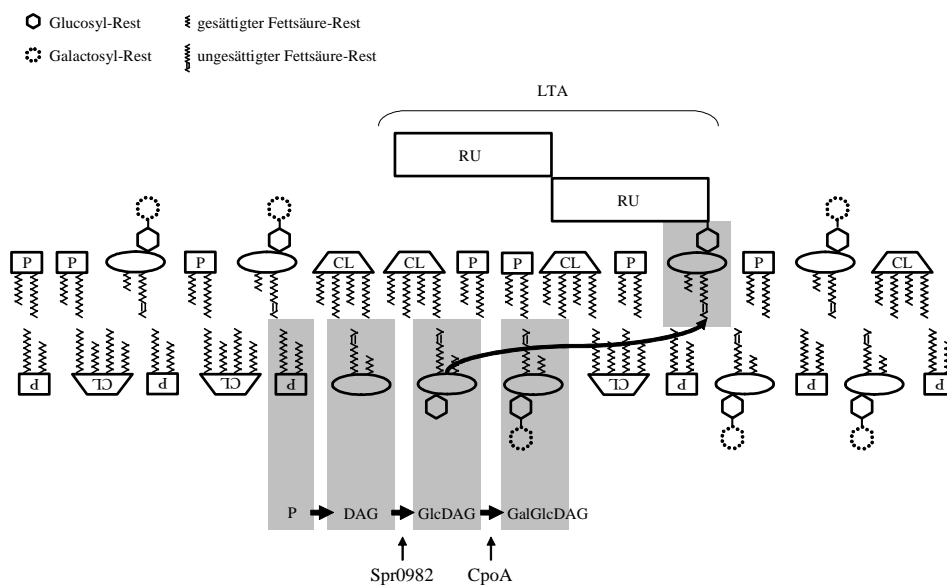 Glucosyl-Rest gesättigter Fettsäure-Rest
Galactosyl-Rest ungesättigter Fettsäure-Rest
LTA
RU
RU
P P P CL CL P P CL P P CL
P CL P CL P CL P P P
P DAG GlcDAG GalGlcDAG
Spr0982 CpoA